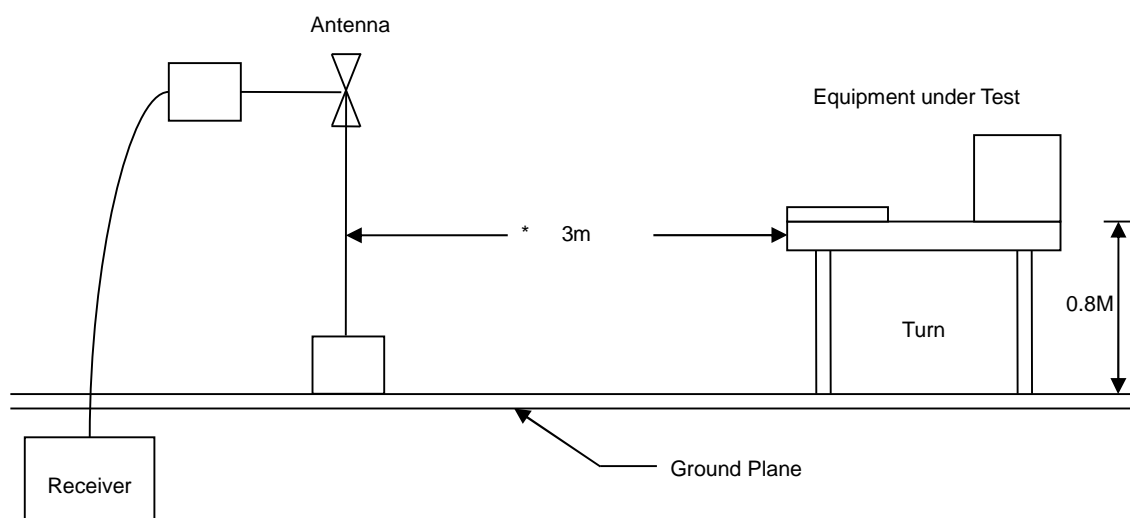 Antenna
Equipment under Test
* 3m
0.8M
Turn
Ground Plane
Receiver